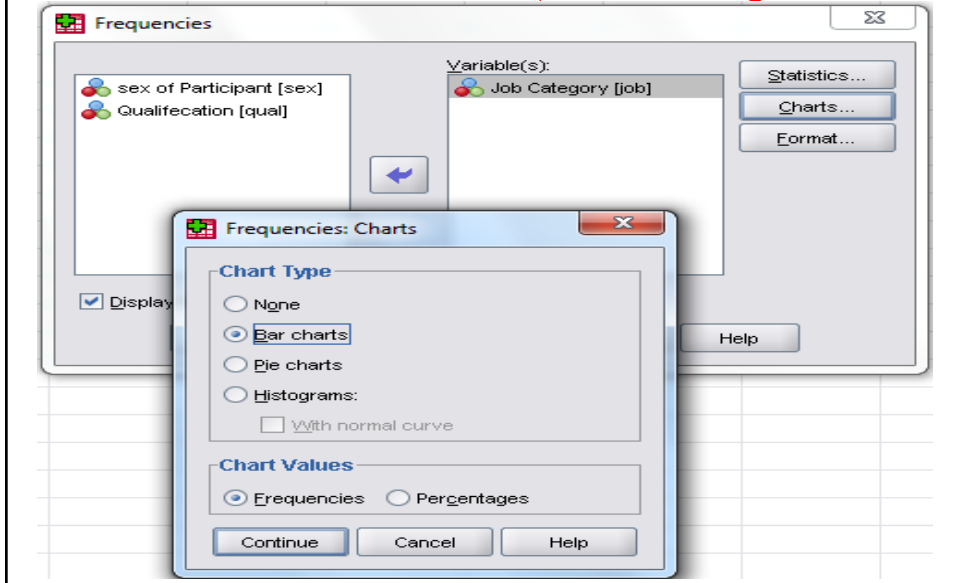 Frequencies
Variable(s):
sex of Participant [sex]
Qualifecation [qual]
Job Category [job]
Statistics...
Charts...
Format...
Display
Help
Frequencies: Charts
Chart Type
None
Bar charts
Pie charts
Histograms:
With normal curve
Chart Values
Frequencies Percentages
Continue Cancel Help